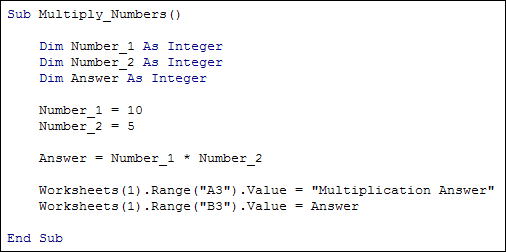 Sub Multiply_Numbers()
Dim Number_1 As Integer
Dim Number_2 As Integer
Dim Answer As Integer
Number_1 = 10
Number_2 = 5
Answer = Number_1 * Number_2
Worksheets(1).Range("A3").Value = "Multiplication Answer"
Worksheets(1).Range("B3").Value = Answer
End Sub